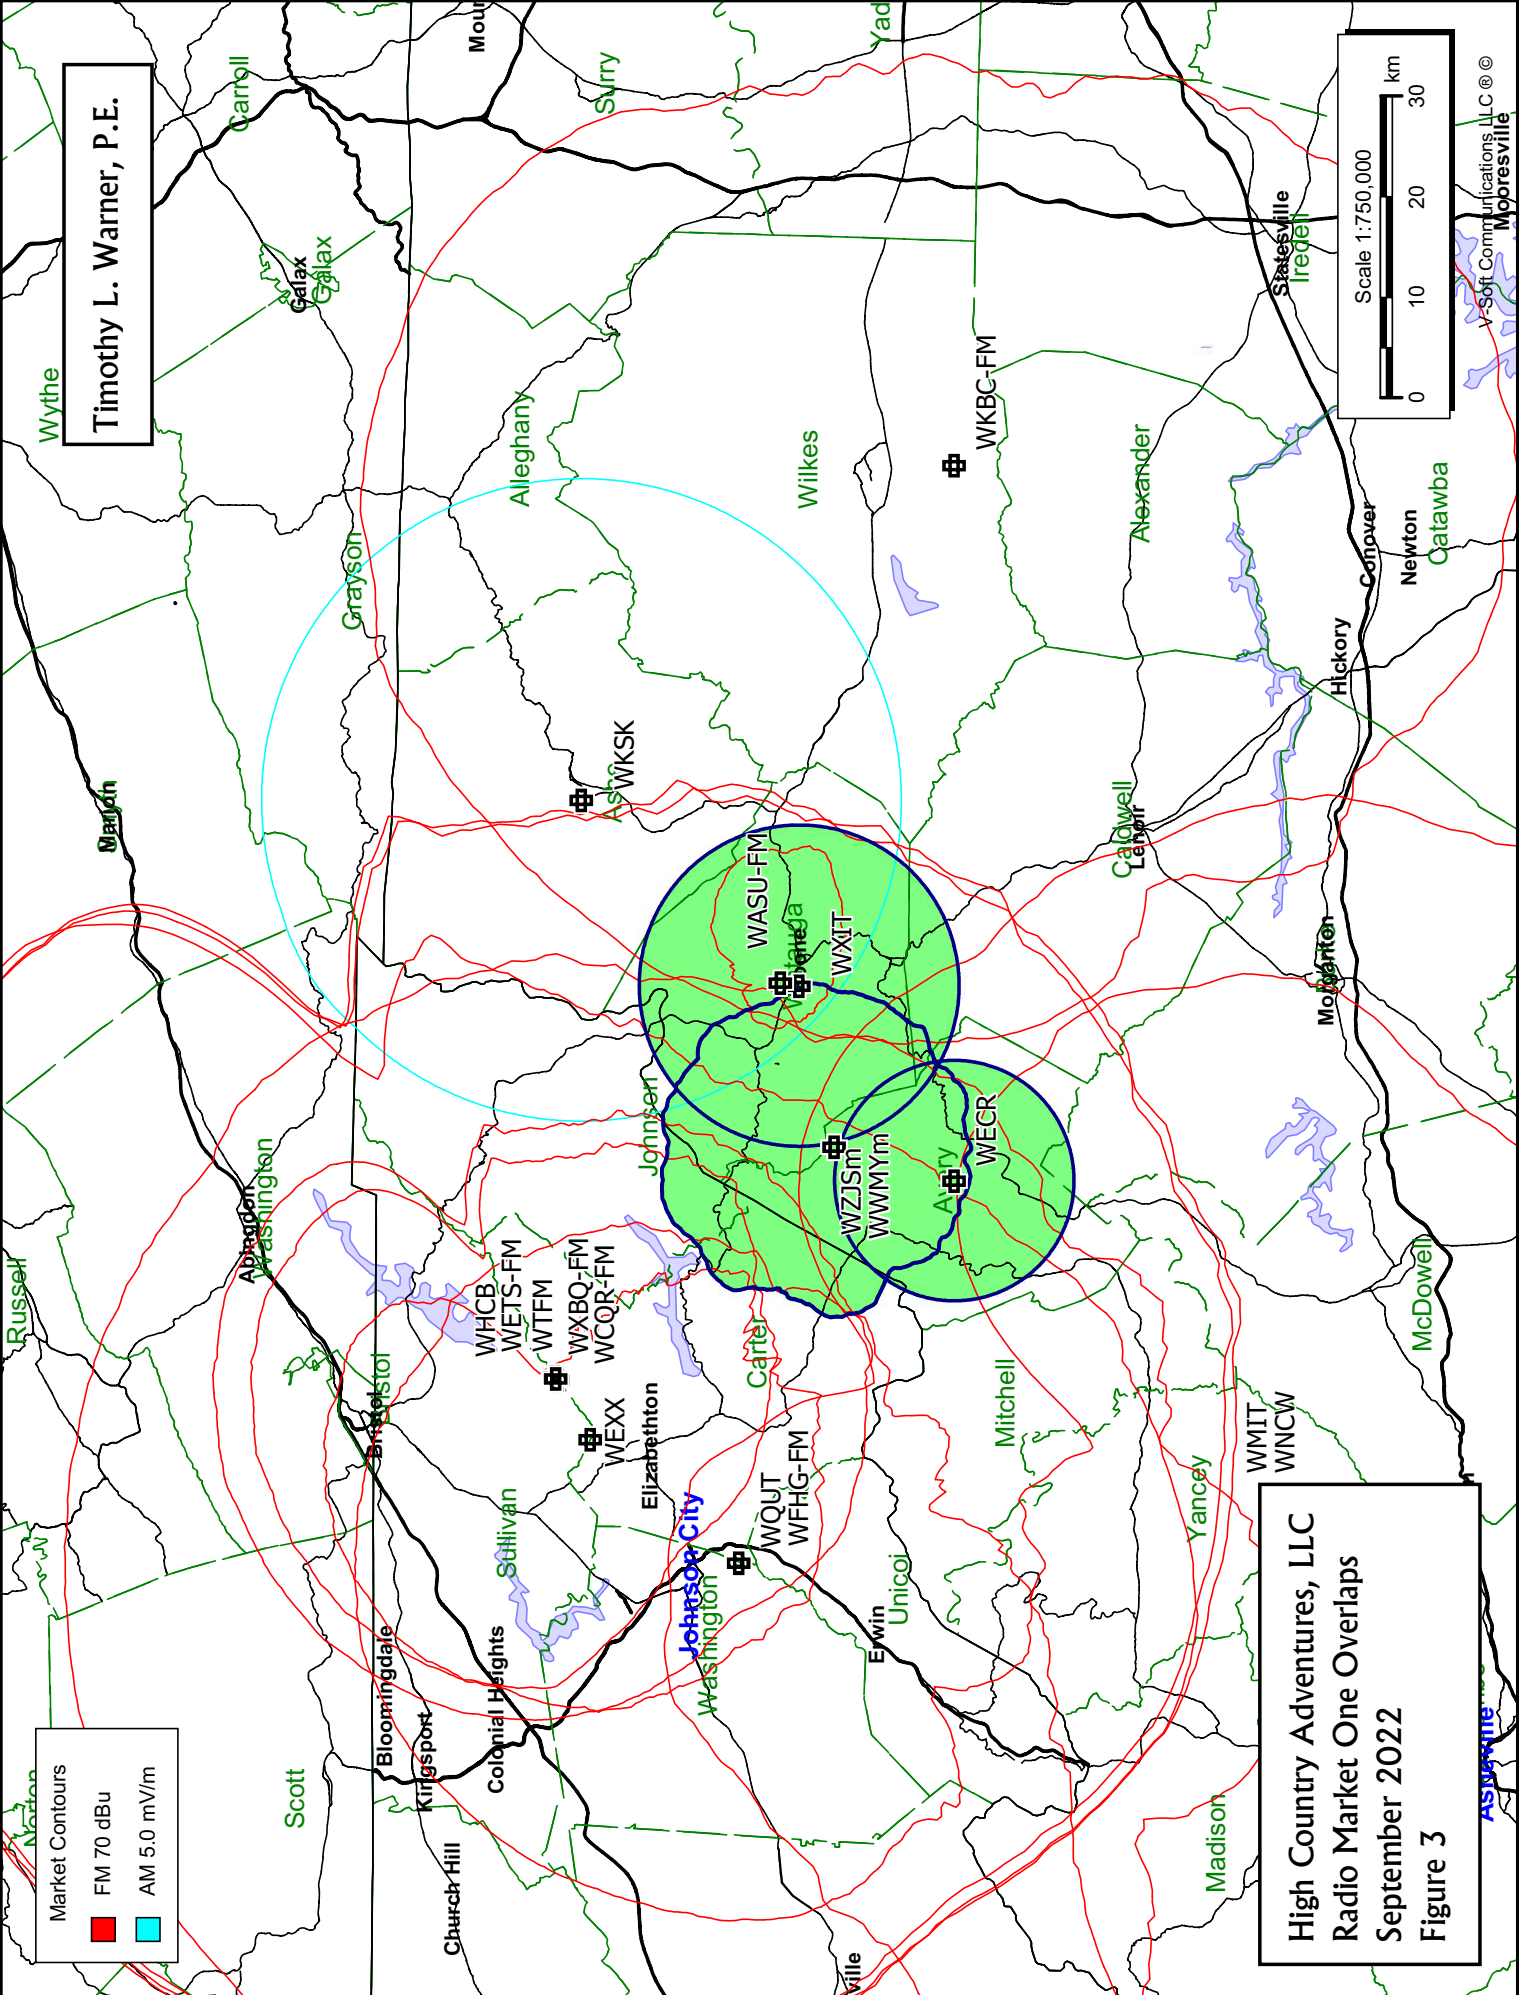 Market Contours
FM 70 dBu
AM 5.0 mV/m
Timothy L. Warner, P.E.
Norton
Russell
Wythe
Scott
Washington
Abingdon
Marion
Carroll
Galax
Galax
Bristol
Grayson
Bloomingdale
Kingsport
Church Hill
Colonial Heights
Sullivan
WHCB
WETS-FM
WTFM
WXBQ-FM
WCQR-FM
WEXX
Elizabethton
Johnson City
Washington
WQUT
WFHG-FM
Carter
Johnson
WKSK
Alleghany
Surry
Wilkes
WASU-FM
WXIT
WZJSm
WWMYm
WECR
WKBC-FM
Unicoi
Erwin
Mitchell
Yancey
WMIT
WNCW
Madison
Caldwell
Lenoir
Alexander
Statesville
Iredell
Morganton
Hickory
Conover
Newton
Catawba
McDowell
Asheville
Mooresville
Scale 1:750,000
0 10 20 30 km
V-Soft Communications LLC ® ©
High Country Adventures, LLC
Radio Market One Overlaps
September 2022
Figure 3